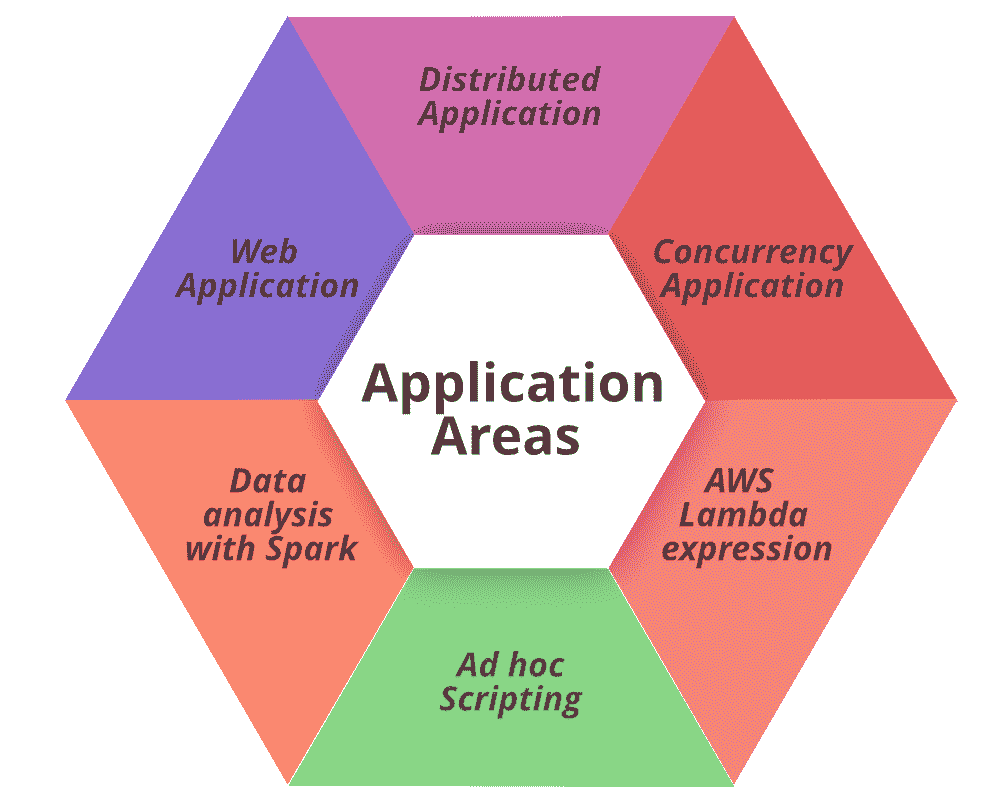 Distributed
Application
Web
Application
Concurrency
Application
Application
Areas
Data
analysis
with Spark
AWS
Lambda
expression
Ad hoc
Scripting